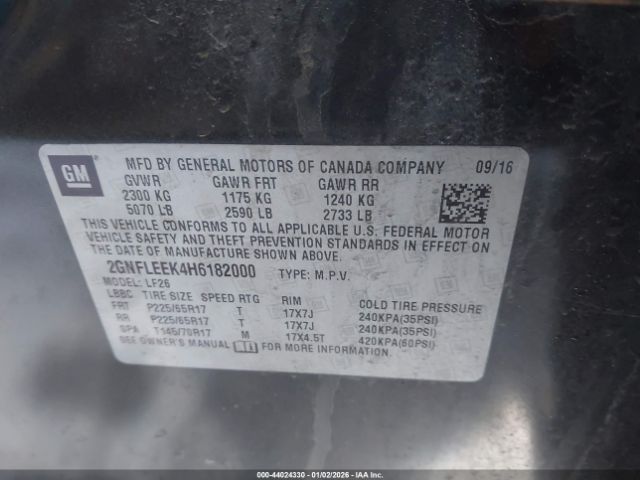 GM
MFD BY GENERAL MOTORS OF CANADA COMPANY 09/16
GVWR GAWR FRT GAWR RR
2300 KG 1175 KG 1240 KG
5070 LB 2590 LB 2733 LB
THIS VEHICLE CONFORMS TO ALL APPLICABLE U.S. FEDERAL MOTOR
VEHICLE SAFETY AND THEFT PREVENTION STANDARDS IN EFFECT ON
THE DATE OF MANUFACTURE SHOWN ABOVE.
2GNFLEEK4H6182000 TYPE: M.P.V.
MODEL: LF26
LBBC TIRE SIZE SPEED RTG RIM COLD TIRE PRESSURE
FRT P225/65R17 T 17X7J 240KPA(35PSI)
RR P225/65R17 T 17X7J 240KPA(35PSI)
SPA T145/70R17 M 17X4.5T 420KPA(60PSI)
SEE OWNER'S MANUAL FOR MORE INFORMATION.
000-44024330 - 01/02/2026 - IAAI.com